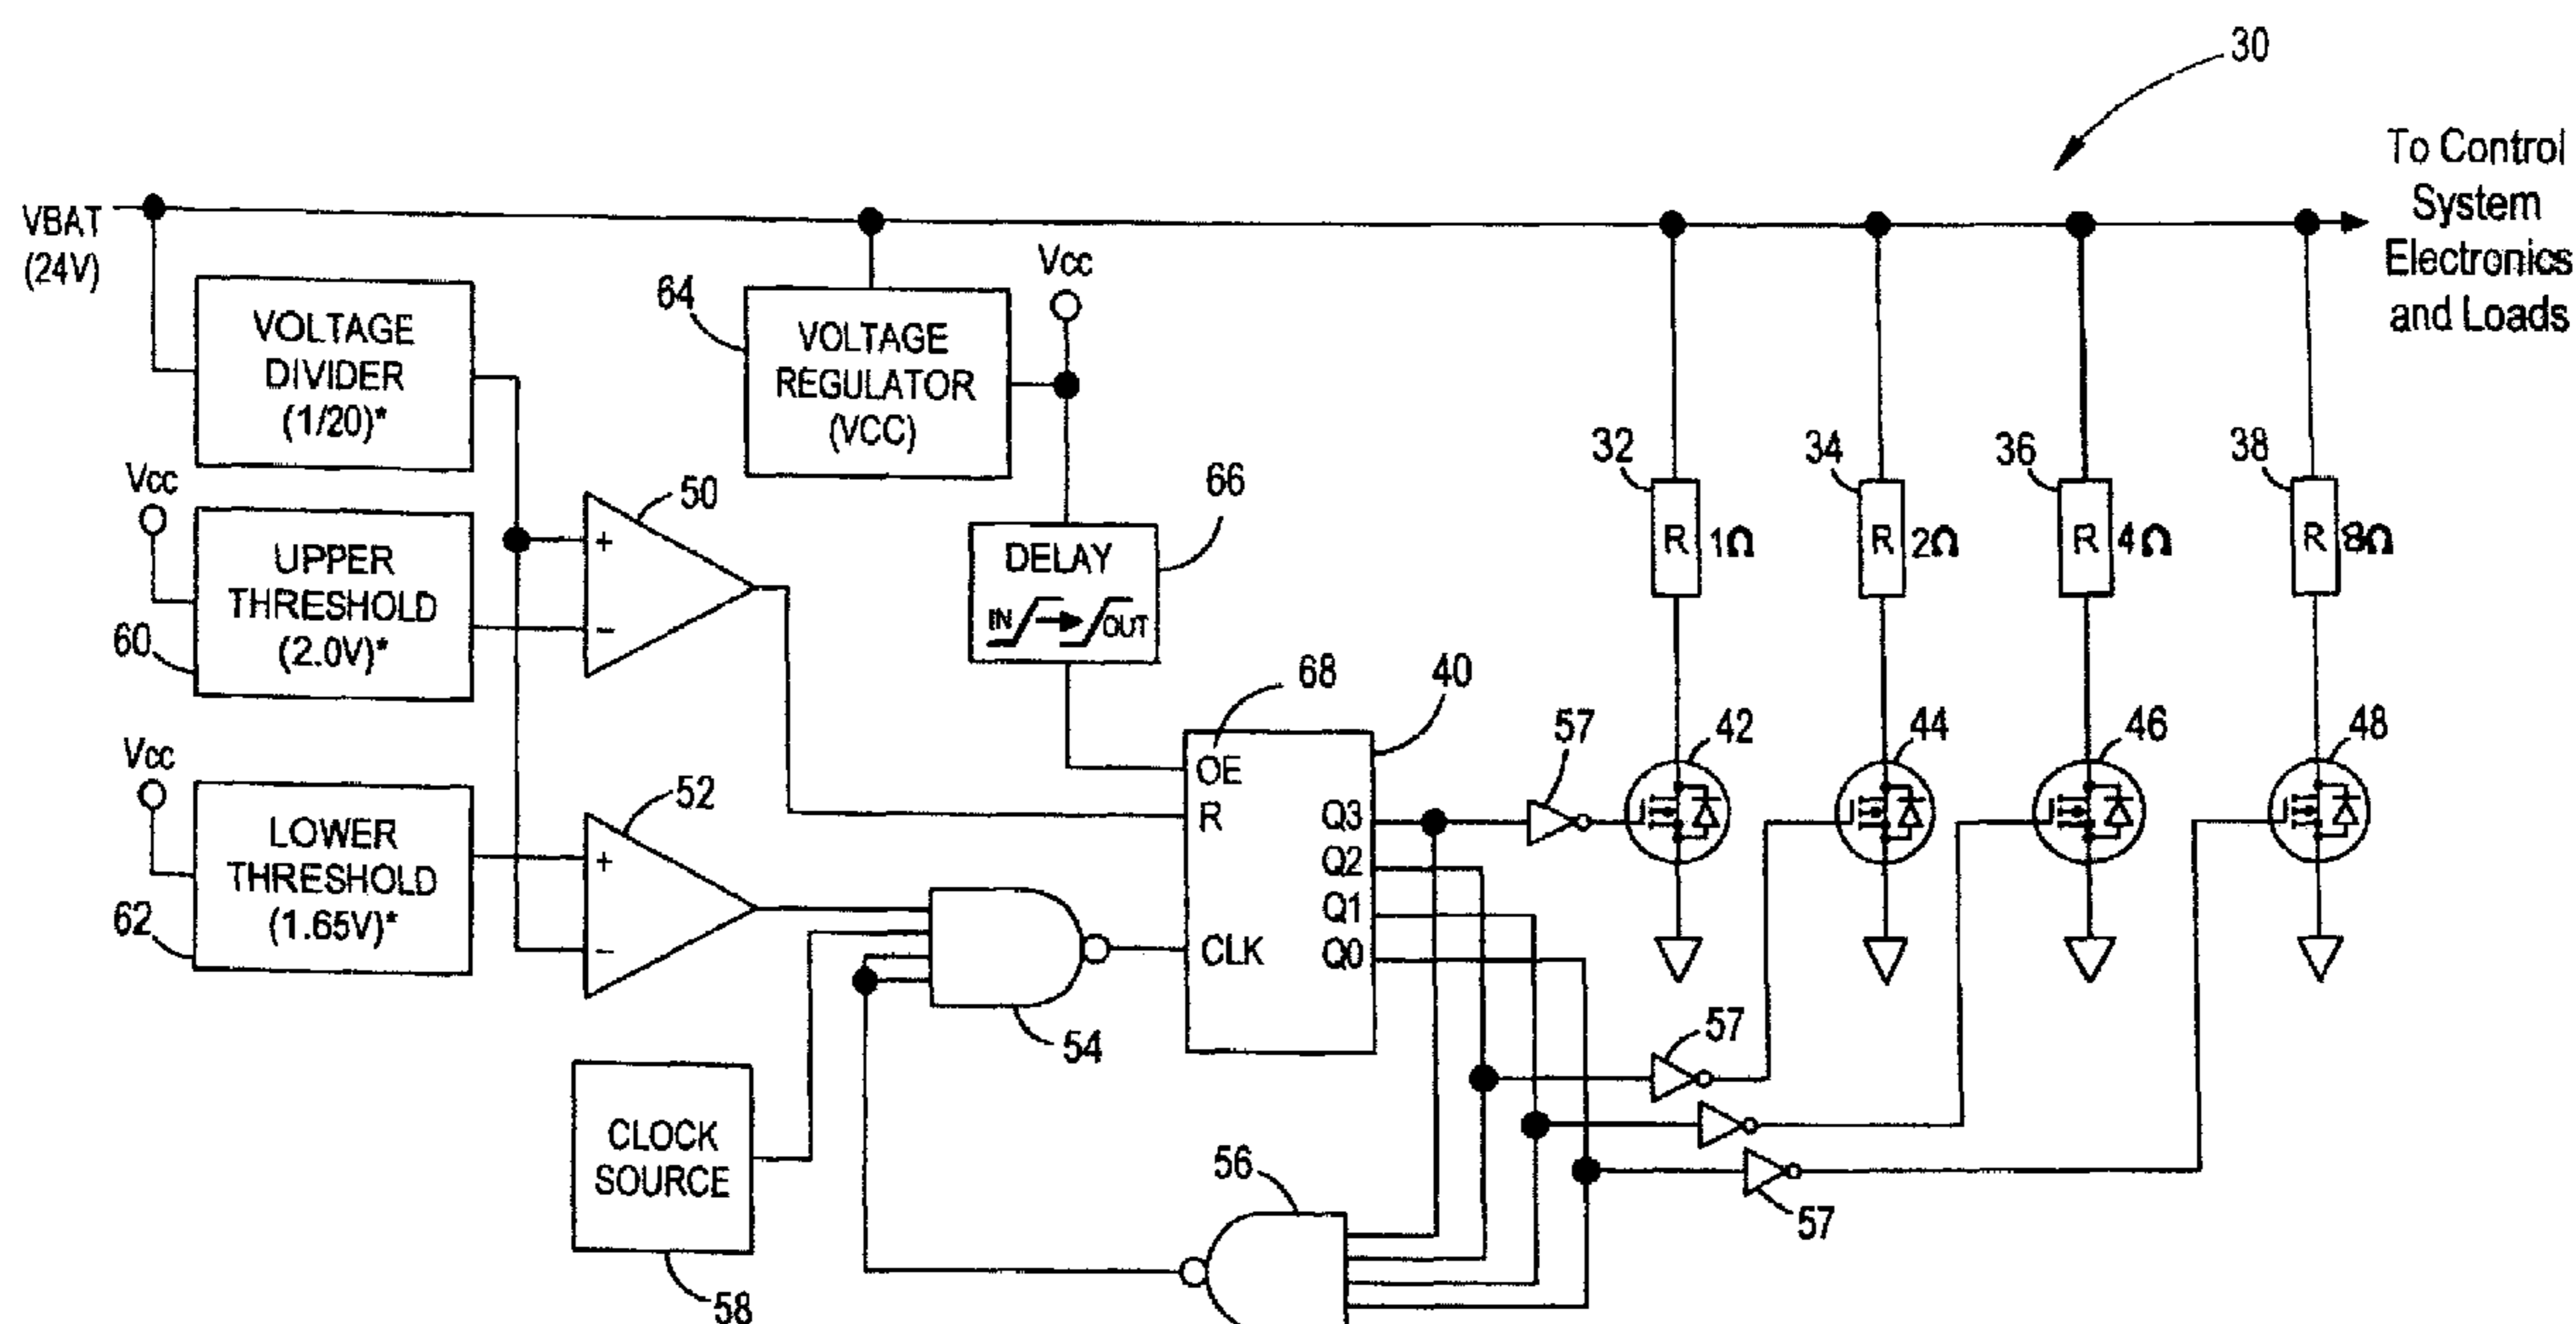 30
To Control
System
Electronics
and Loads
VBAT
(24V)
VOLTAGE
DIVIDER
(1/20)*
Vcc
UPPER
THRESHOLD
(2.0V)*
60
Vcc
LOWER
THRESHOLD
(1.65V)*
62
50
+
−
52
+
−
64
VOLTAGE
REGULATOR
(VCC)
Vcc
66
DELAY
IN
OUT
68
40
OE
R
CLK
Q3
Q2
Q1
Q0
54
CLOCK
SOURCE
58
56
57
57
57
32
R 1Ω
34
R 2Ω
36
R 4Ω
38
R 8Ω
42
44
46
48